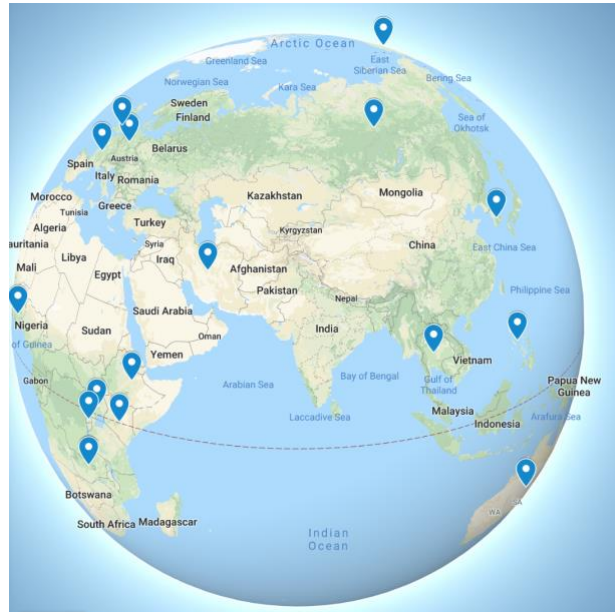 Arctic Ocean
Greenland Sea
East
Siberian Sea
Norwegian Sea
Kara Sea
Bering Sea
Sweden
Finland
Sea of
Okhotsk
Belarus
Spain
Austria
Italy
Romania
Kazakhstan
Mongolia
Morocco
Greece
Tunisia
Turkey
Kyrgyzstan
Algeria
Syria
China
East China Sea
uritania
Libya
Iraq
Afghanistan
Mali
Egypt
Pakistan
Nepal
Philippine
Sea
Saudi Arabia
Nigeria
Sudan
Oman
India
of Guinea
Yemen
Vietnam
Gabon
Arabian Sea
Bay of Bengal
Gulf of
Thailand
Papua New
Guinea
Laccadive Sea
Malaysia
Indonesia
Arafura Sea
Botswana
WA
South Africa
Madagascar
Indian
Ocean